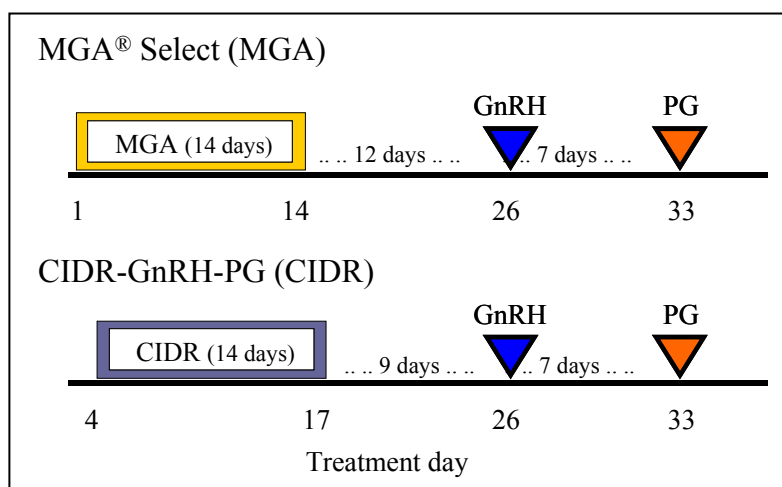 MGA® Select (MGA)
GnRH PG
MGA (14 days) .. .. 12 days .. .. .. 7 days .. ..
1 14 26 33
CIDR-GnRH-PG (CIDR)
GnRH PG
CIDR (14 days) .. .. 9 days .. .. .. 7 days .. ..
4 17 26 33
Treatment day